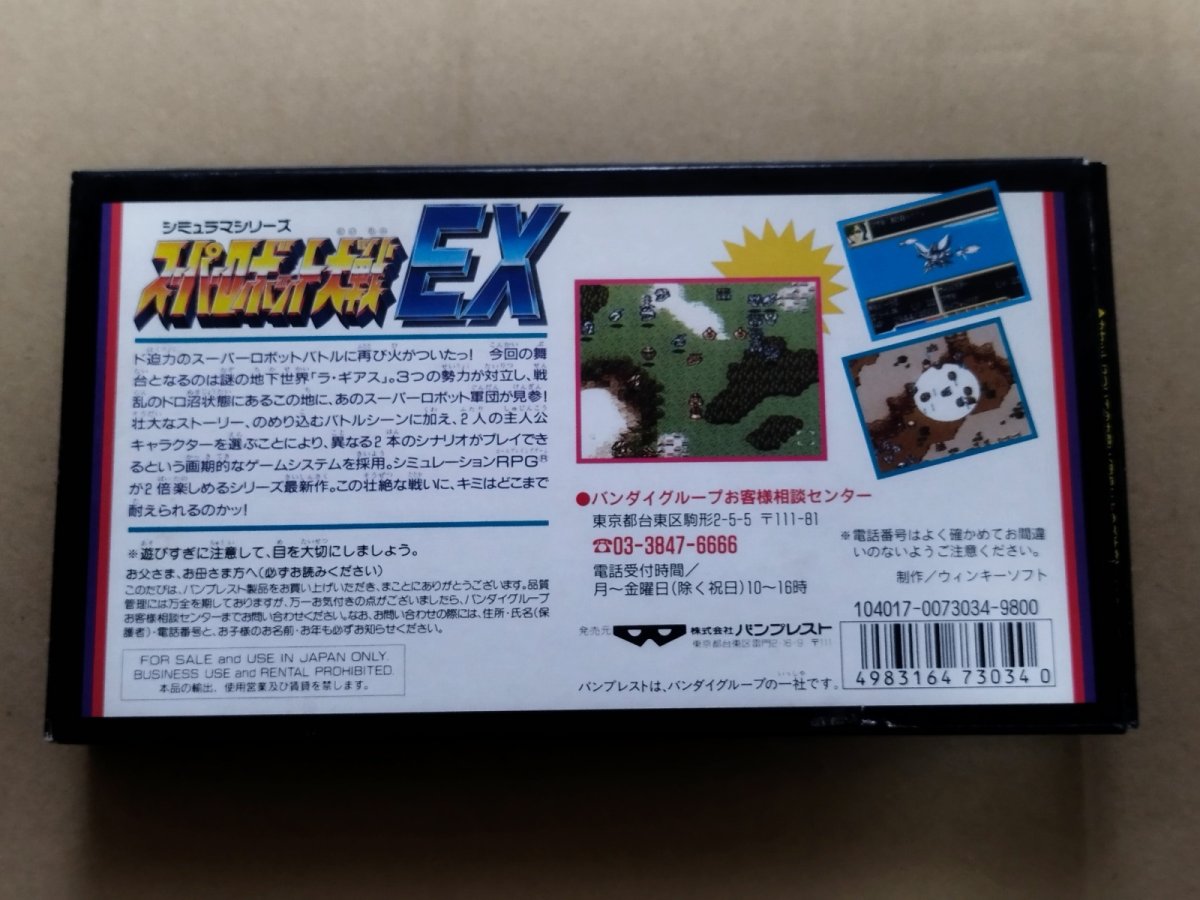 シミュラマシリーズ
スーパーロボット大戦EX
ド迫力のスーパーロボットバトルに再び火がついたっ! 今回の舞
台となるのは謎の地下世界「ラ・ギアス」。3つの勢力が対立し、戦
乱のドロ沼状態にあるこの地に、あのスーパーロボット軍団が見参!
壮大なストーリー、のめり込むバトルシーンに加え、2人の主人公
キャラクターを選ぶことにより、異なる2本のシナリオがプレイでき
るという画期的なゲームシステムを採用。シミュレーションRPG®
が2倍楽しめるシリーズ最新作。この壮絶な戦いに、キミはどこまで
耐えられるのかッ!
※遊びすぎに注意して、目を大切にしましょう。
お父さま、お母さま方へ(必ずお読みください)
このたびは、バンプレスト製品をお買い上げいただき、まことにありがとうございます。品質
管理には万全を期しておりますが、万一お気付きの点がございましたら、バンダイグループ
お客様相談センターまでお問い合わせください。なお、お問い合わせの際には、住所・氏名(保
護者)・電話番号と、お子様のお名前・お年も必ずお知らせください。
FOR SALE and USE IN JAPAN ONLY.
BUSINESS USE and RENTAL PROHIBITED.
本品の輸出、使用営業及び賃貸を禁じます。
●バンダイグループお客様相談センター
東京都台東区駒形2-5-5 〒111-81
☎03-3847-6666
電話受付時間/
月〜金曜日(除く祝日)10〜16時
※電話番号はよく確かめてお間違
いのないようご注意ください。
制作/ウィンキーソフト
104017-0073034-9800
発売元 株式会社 バンプレスト
東京都台東区雷門2-16-9 〒111
バンプレストは、バンダイグループの一社です。
4983164 73034 0